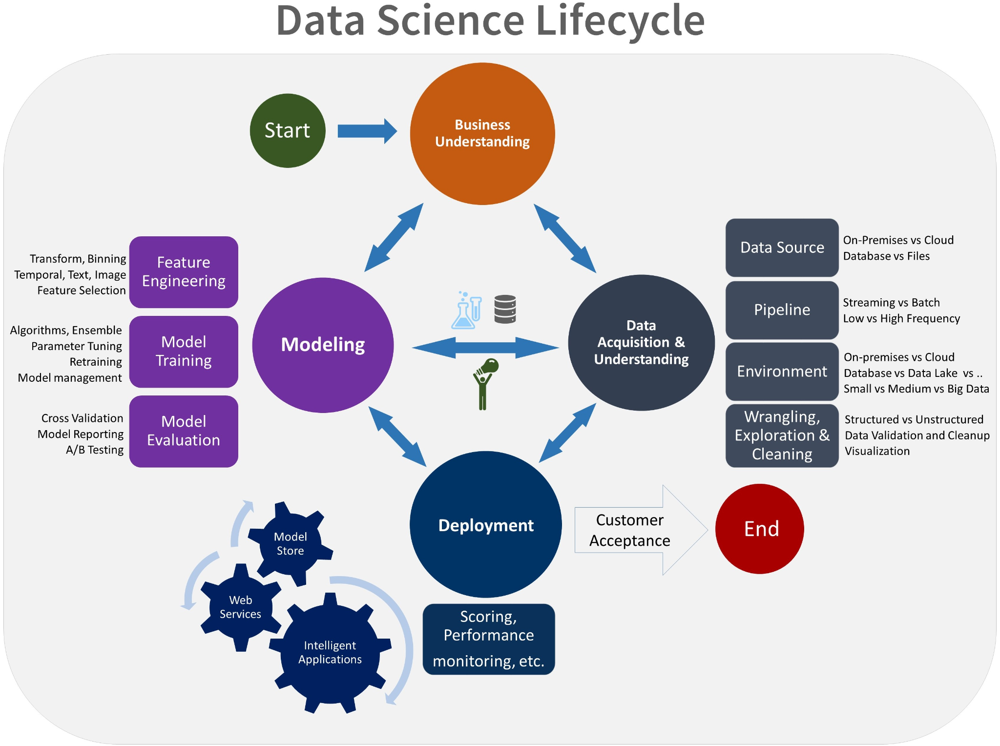 Data Science Lifecycle
Start
Business
Understanding
Transform, Binning
Temporal, Text, Image
Feature Selection
Feature
Engineering
Algorithms, Ensemble
Parameter Tuning
Retraining
Model management
Model
Training
Cross Validation
Model Reporting
A/B Testing
Model
Evaluation
Modeling
Data
Acquisition &
Understanding
Data Source
On-Premises vs Cloud
Database vs Files
Pipeline
Streaming vs Batch
Low vs High Frequency
Environment
On-premises vs Cloud
Database vs Data Lake  vs ..
Small vs Medium vs Big Data
Wrangling,
Exploration &
Cleaning
Structured vs Unstructured
Data Validation and Cleanup
Visualization
Deployment
Customer
Acceptance
End
Model
Store
Web
Services
Intelligent
Applications
Scoring,
Performance
monitoring, etc.